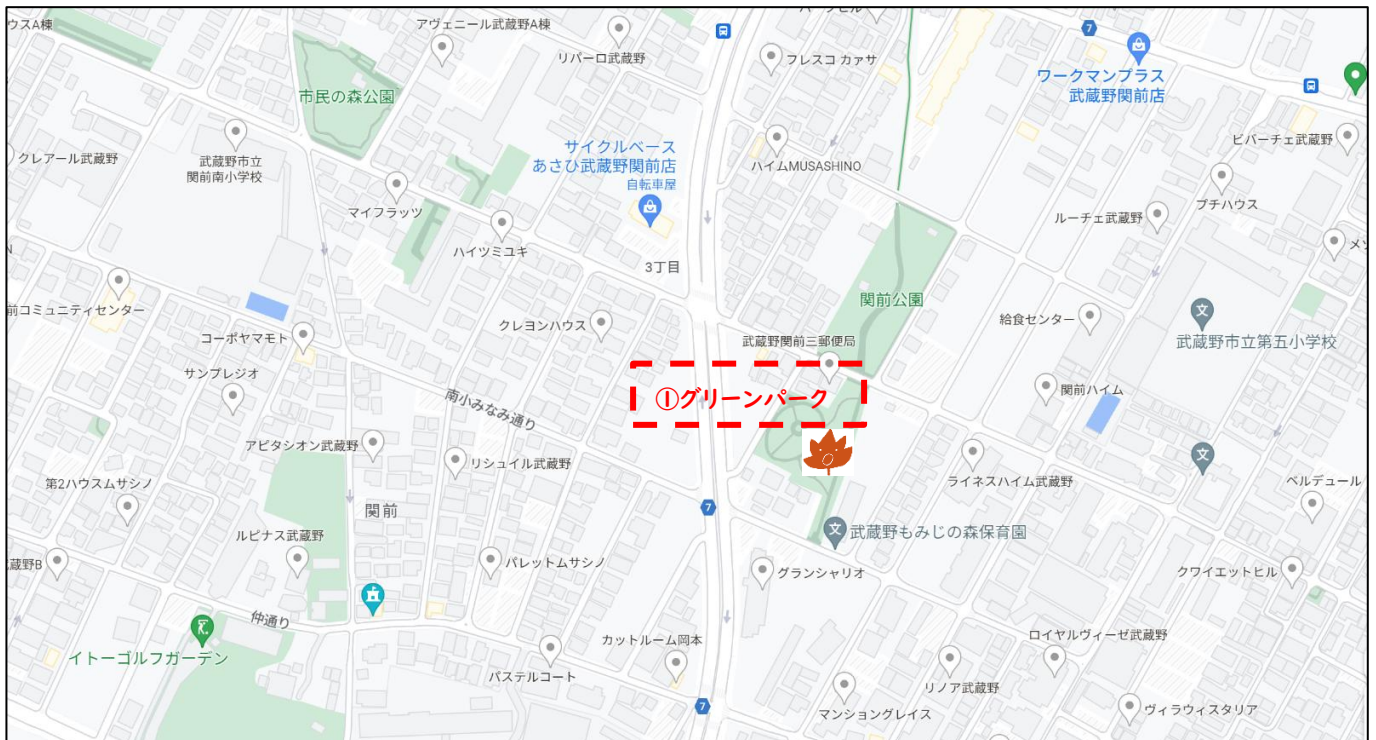 ウスA棟
アヴェニール武蔵野A棟
リパーロ武蔵野
フレスコ カァサ
7
ワークマンプラス
武蔵野関前店
市民の森公園
クレアール武蔵野
武蔵野市立
関前南小学校
サイクルベース
あさひ武蔵野関前店
自転車屋
ハイムMUSASHINO
ビバーチェ武蔵野
マイフラッツ
プチハウス
ルーチェ武蔵野
ハイツミユキ
3丁目
関前公園
前コミュニティセンター
クレヨンハウス
給食センター
文
武蔵野市立第五小学校
コーポヤマモト
武蔵野関前三郵便局
サンプレジオ
①グリーンパーク
関前ハイム
南小みなみ通り
アピタシオン武蔵野
リシュイル武蔵野
文
ライネスハイム武蔵野
第2ハウスムサシノ
ベルデュール
関前
7
ルピナス武蔵野
文
武蔵野もみじの森保育園
蔵野B
パレットムサシノ
グランシャリオ
クワイエットヒル
仲通り
イトーゴルフガーデン
カットルーム岡本
ロイヤルヴィーゼ武蔵野
パステルコート
リノア武蔵野
7
マンショングレイス
ヴィラウィスタリア